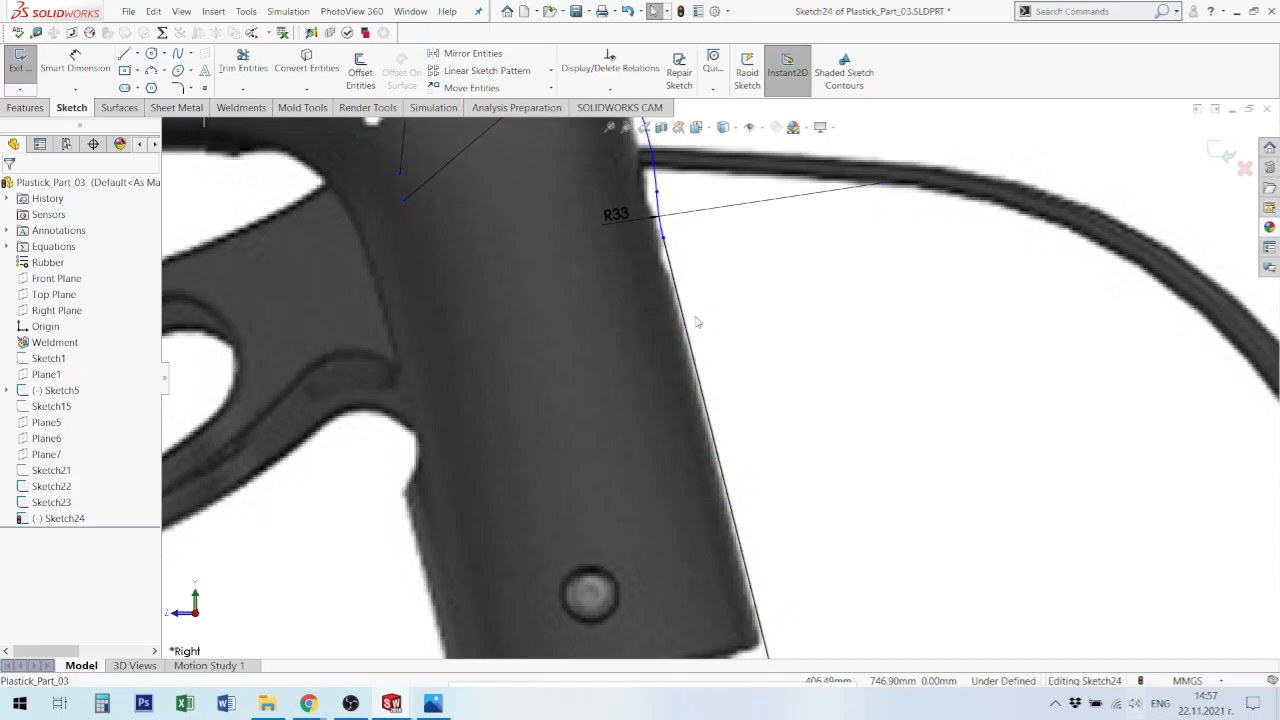 SOLIDWORKS
File
Edit
View
Insert
Tools
Simulation
PhotoView 360
Window
Help
Sketch24 of Plastick_Part_03.SLDPRT *
Search Commands
Exit ...
Smart Dimension
Trim Entities
Convert Entities
Offset Entities
Offset On Surface
Mirror Entities
Linear Sketch Pattern
Move Entities
Display/Delete Relations
Repair Sketch
Qui...
Rapid Sketch
Instant2D
Shaded Sketch Contours
Features
Sketch
Surfaces
Sheet Metal
Weldments
Mold Tools
Render Tools
Simulation
Analysis Preparation
SOLIDWORKS CAM
Plastick_Part_03 (Default<As Ma
History
Sensors
Annotations
Equations
Rubber
Front Plane
Top Plane
Right Plane
Origin
Weldment
Sketch1
Plane1
(-) Sketch5
Sketch15
Plane5
Plane6
Plane7
Sketch21
Sketch22
Sketch23
(-) Sketch24
R33
Y
Z
*Right
Model
3D Views
Motion Study 1
Plastick_Part_03
406.49mm
746.90mm 0.00mm
Under Defined
Editing Sketch24
MMGS
ENG
14:57
22.11.2021 г.